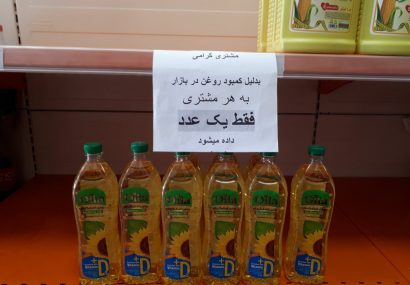 مشتری گرامی
بدلیل کمبود روغن در بازار
به هر مشتری
فقط یک عدد
داده میشود
+D
+D
+D
+D
+D
+D